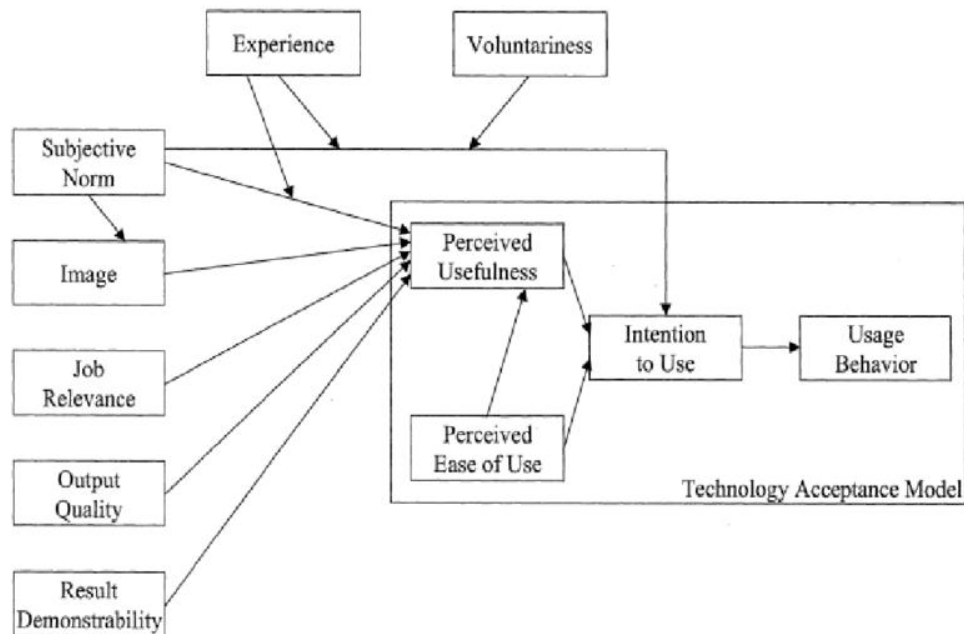 Experience
Voluntariness
Subjective
Norm
Image
Perceived
Usefulness
Intention
to Use
Usage
Behavior
Job
Relevance
Perceived
Ease of Use
Output
Quality
Technology Acceptance Model
Result
Demonstrability